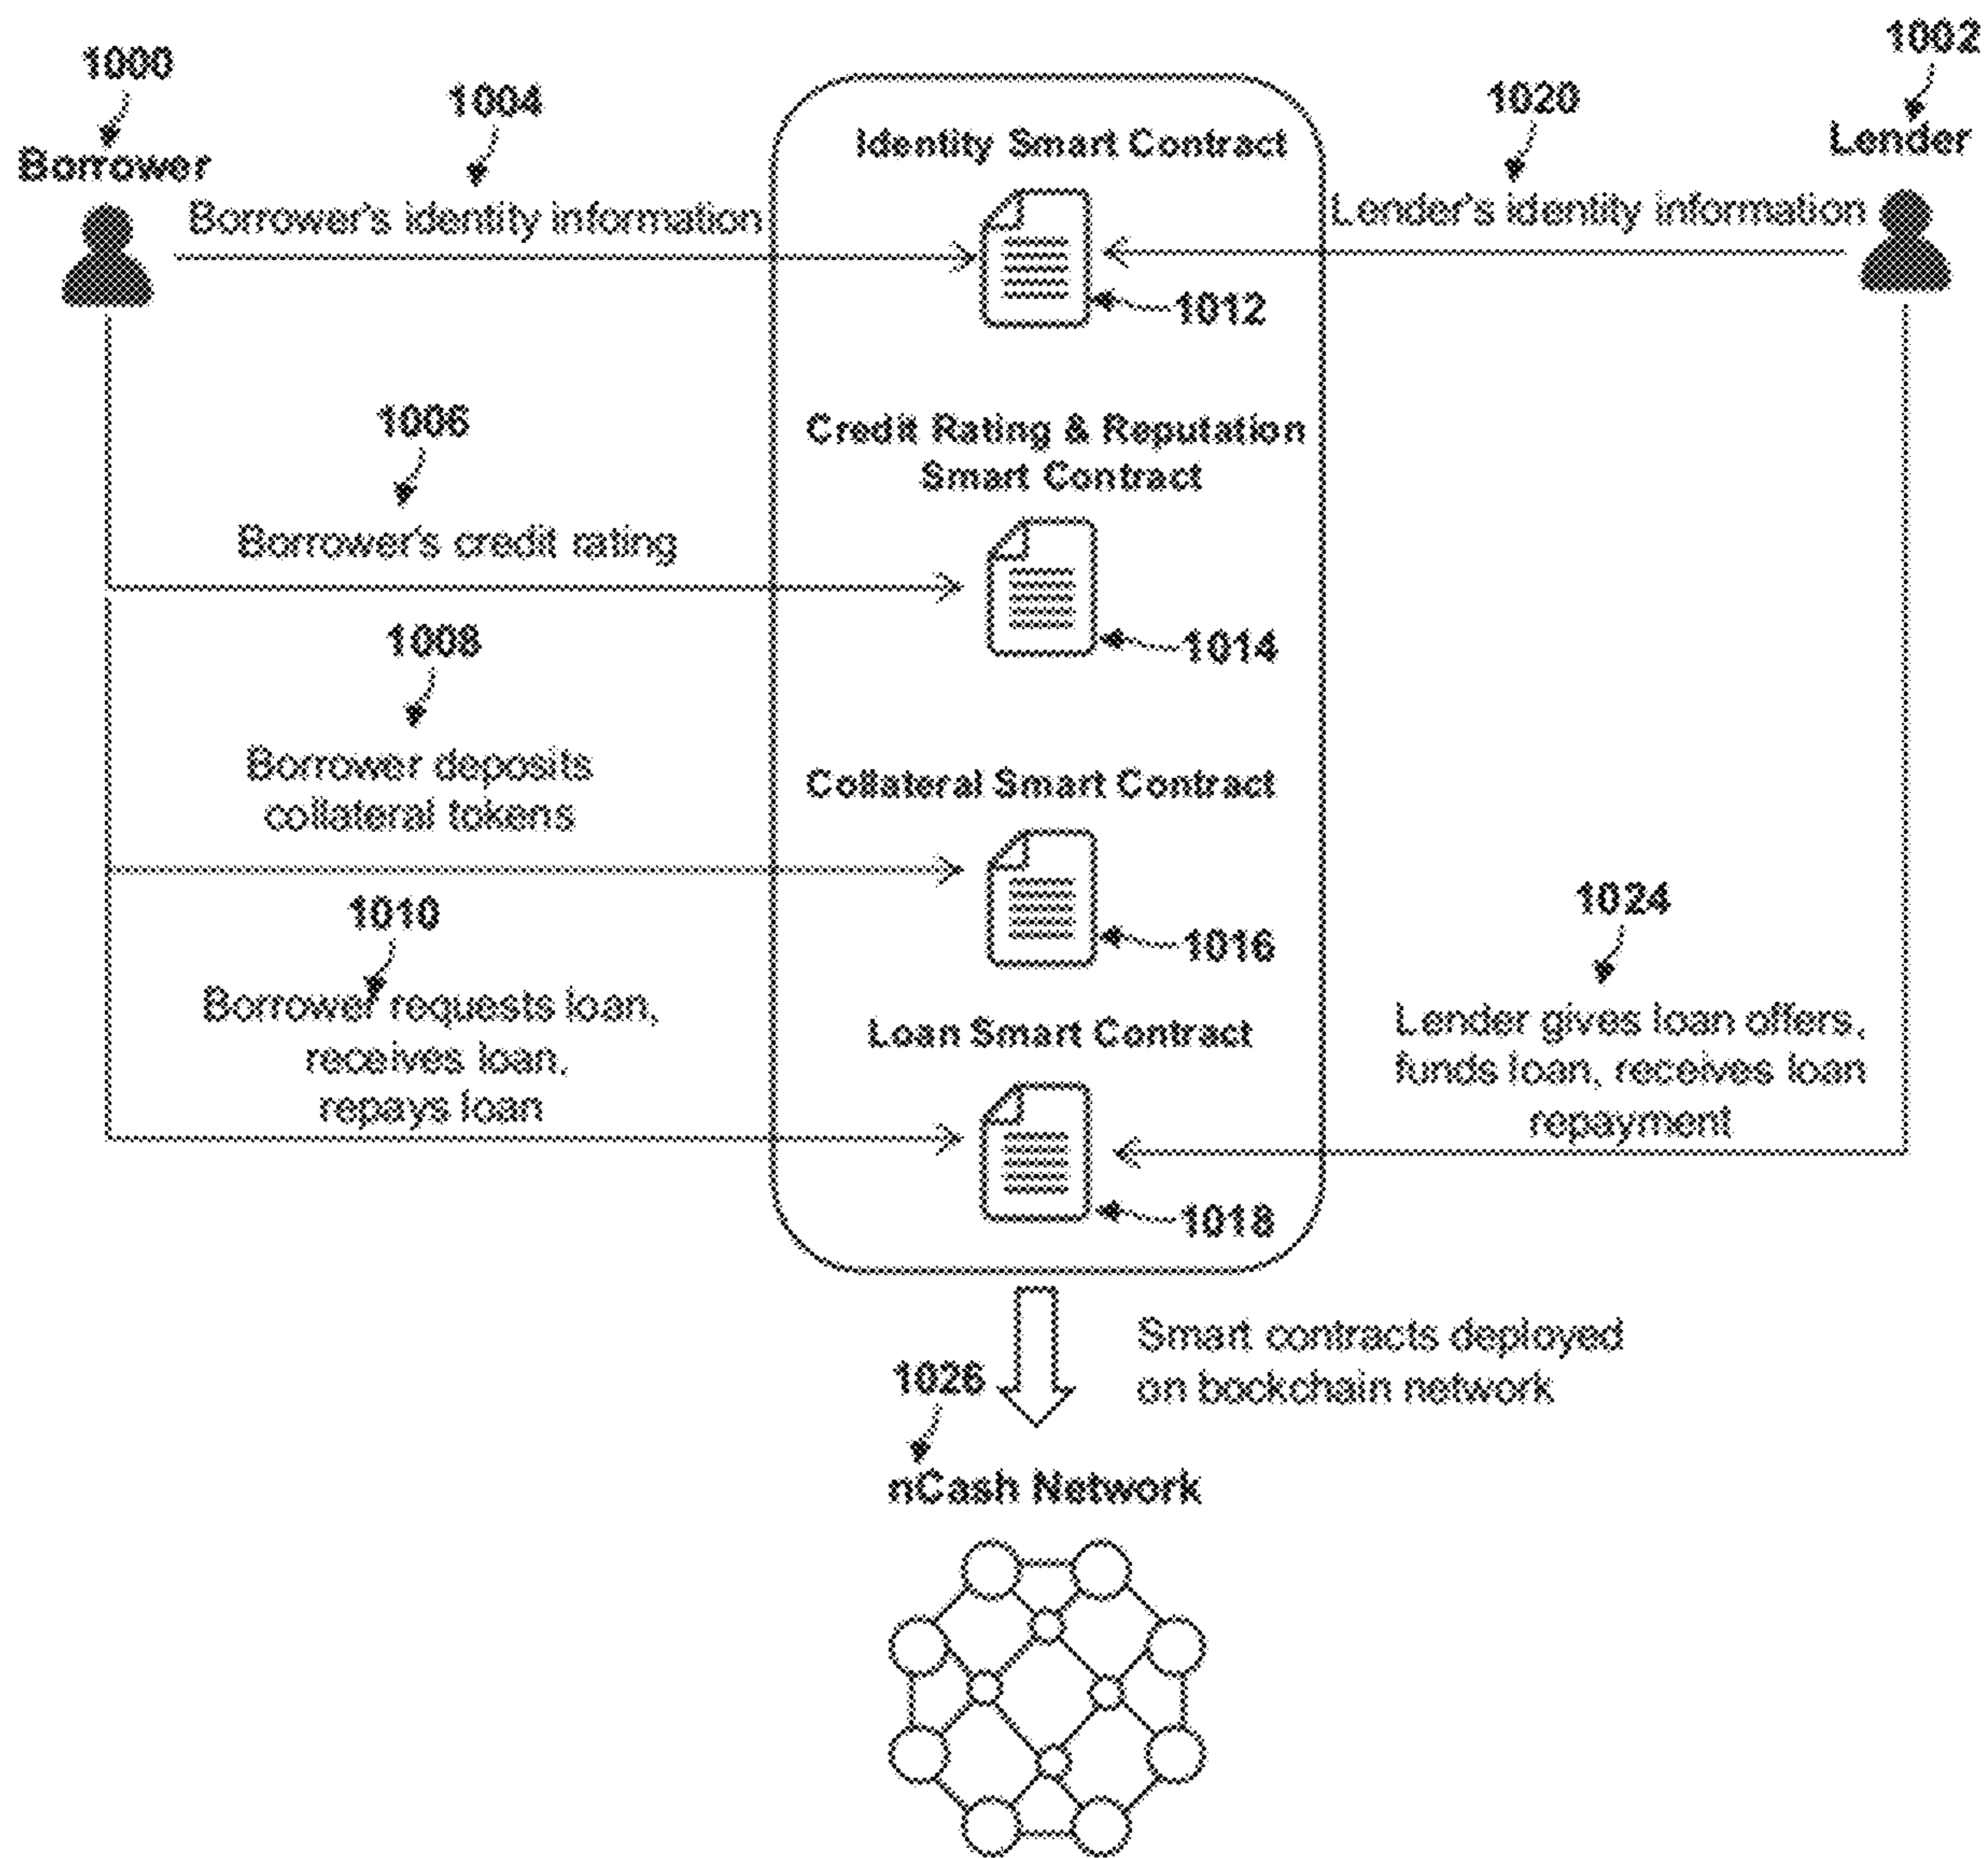 1000
Borrower
1004
Borrower's identity information
Identity Smart Contract
1012
1020
Lender's identity information
1002
Lender
1006
Borrower's credit rating
Credit Rating & Reputation
Smart Contract
1014
1008
Borrower deposits
collateral tokens
Collateral Smart Contract
1016
1010
Borrower requests loan,
receives loan,
repays loan
Loan Smart Contract
1018
1024
Lender gives loan offers,
funds loan, receives loan
repayment
Smart contracts deployed
on bockchain network
1026
nCash Network